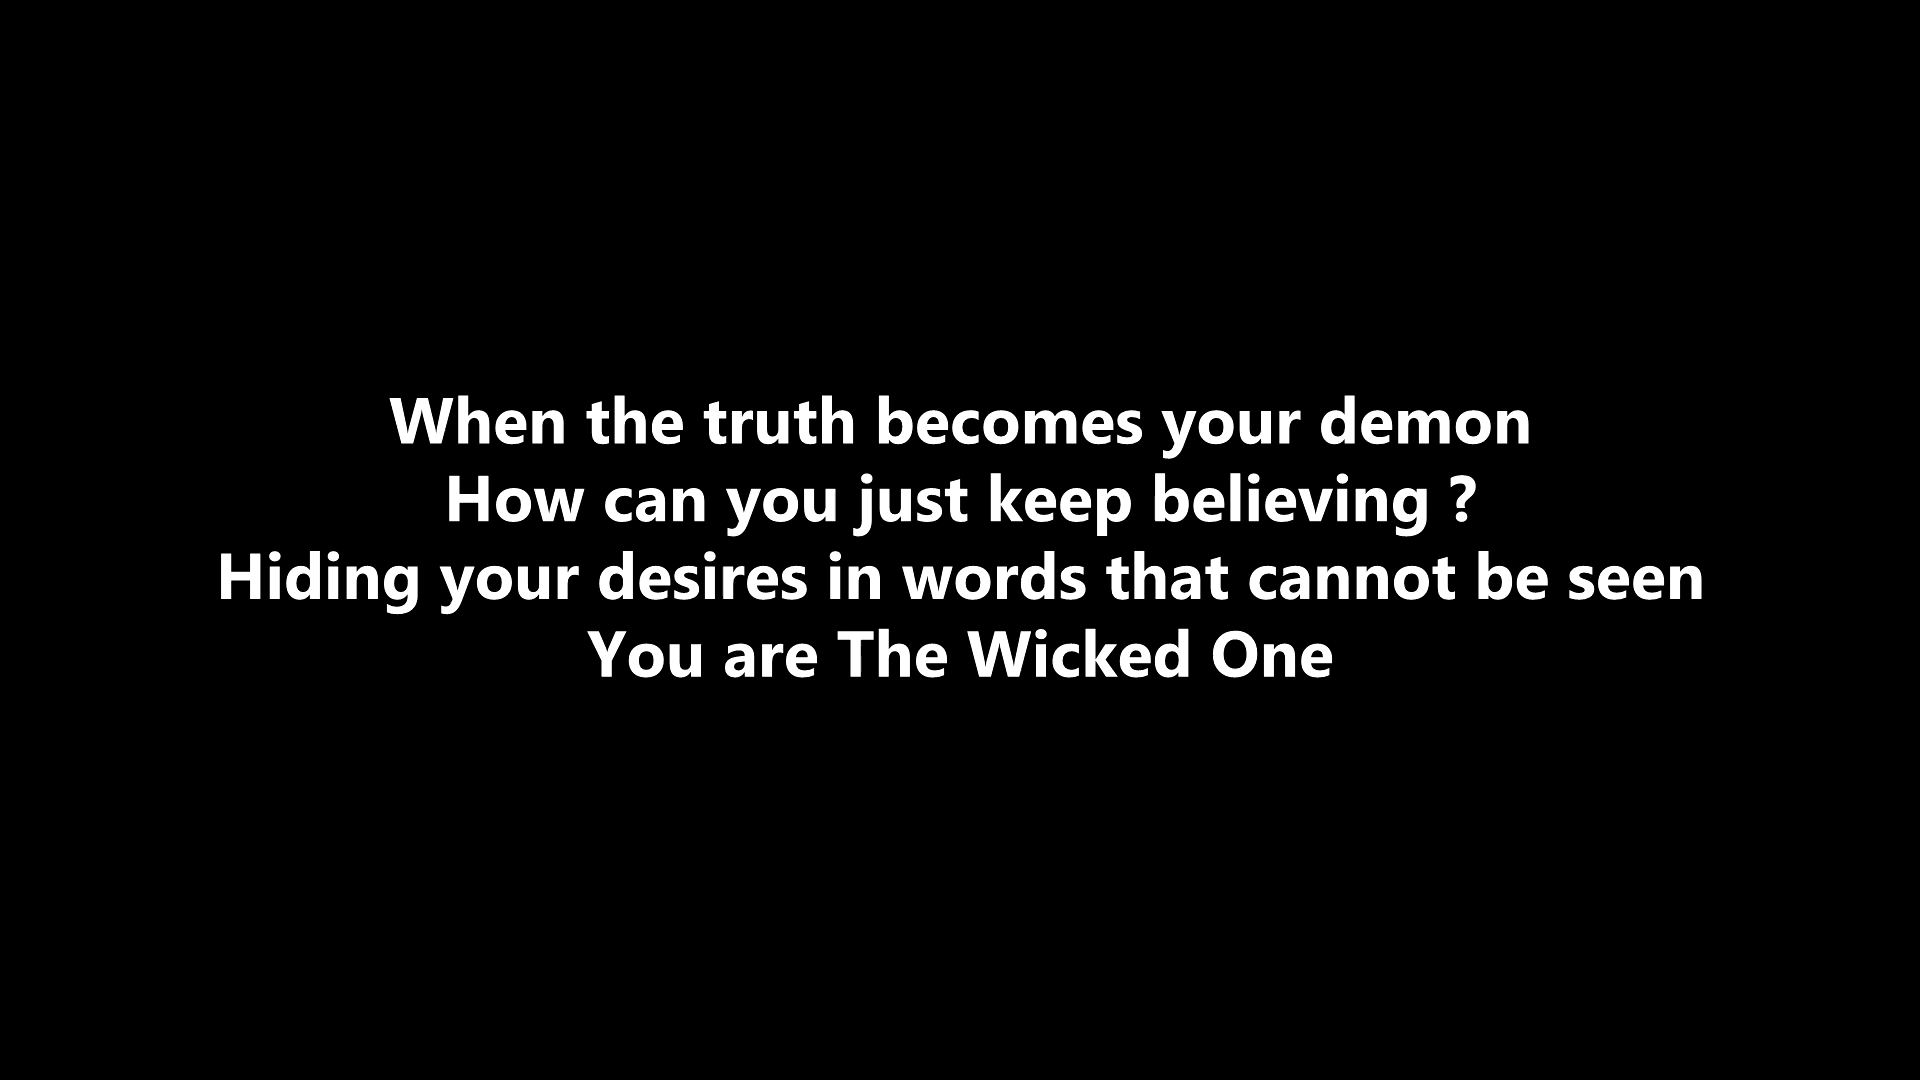 When the truth becomes your demon
How can you just keep believing ?
Hiding your desires in words that cannot be seen
You are The Wicked One